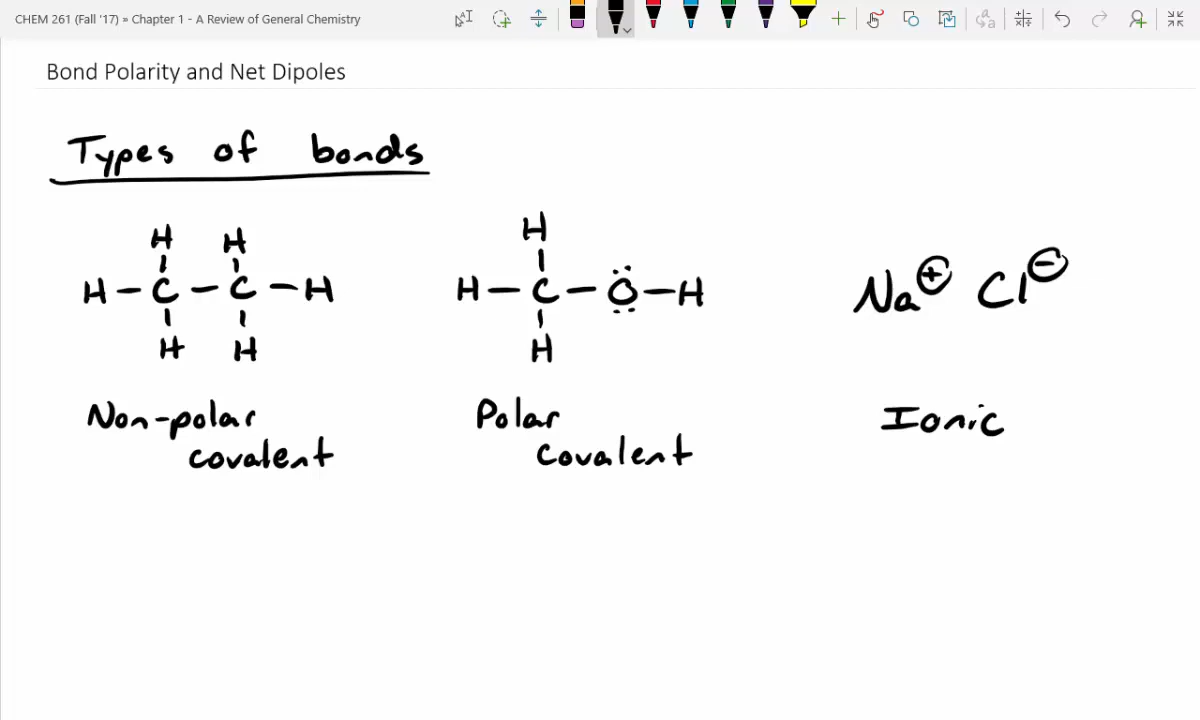 CHEM 261 (Fall '17) » Chapter 1 - A Review of General Chemistry
Bond Polarity and Net Dipoles
Types of bonds
H H
H - C - C - H
H H
Non-polar
covalent
H
H - C - Ö - H
H
Polar
covalent
Na⊕ Cl⊖
Ionic